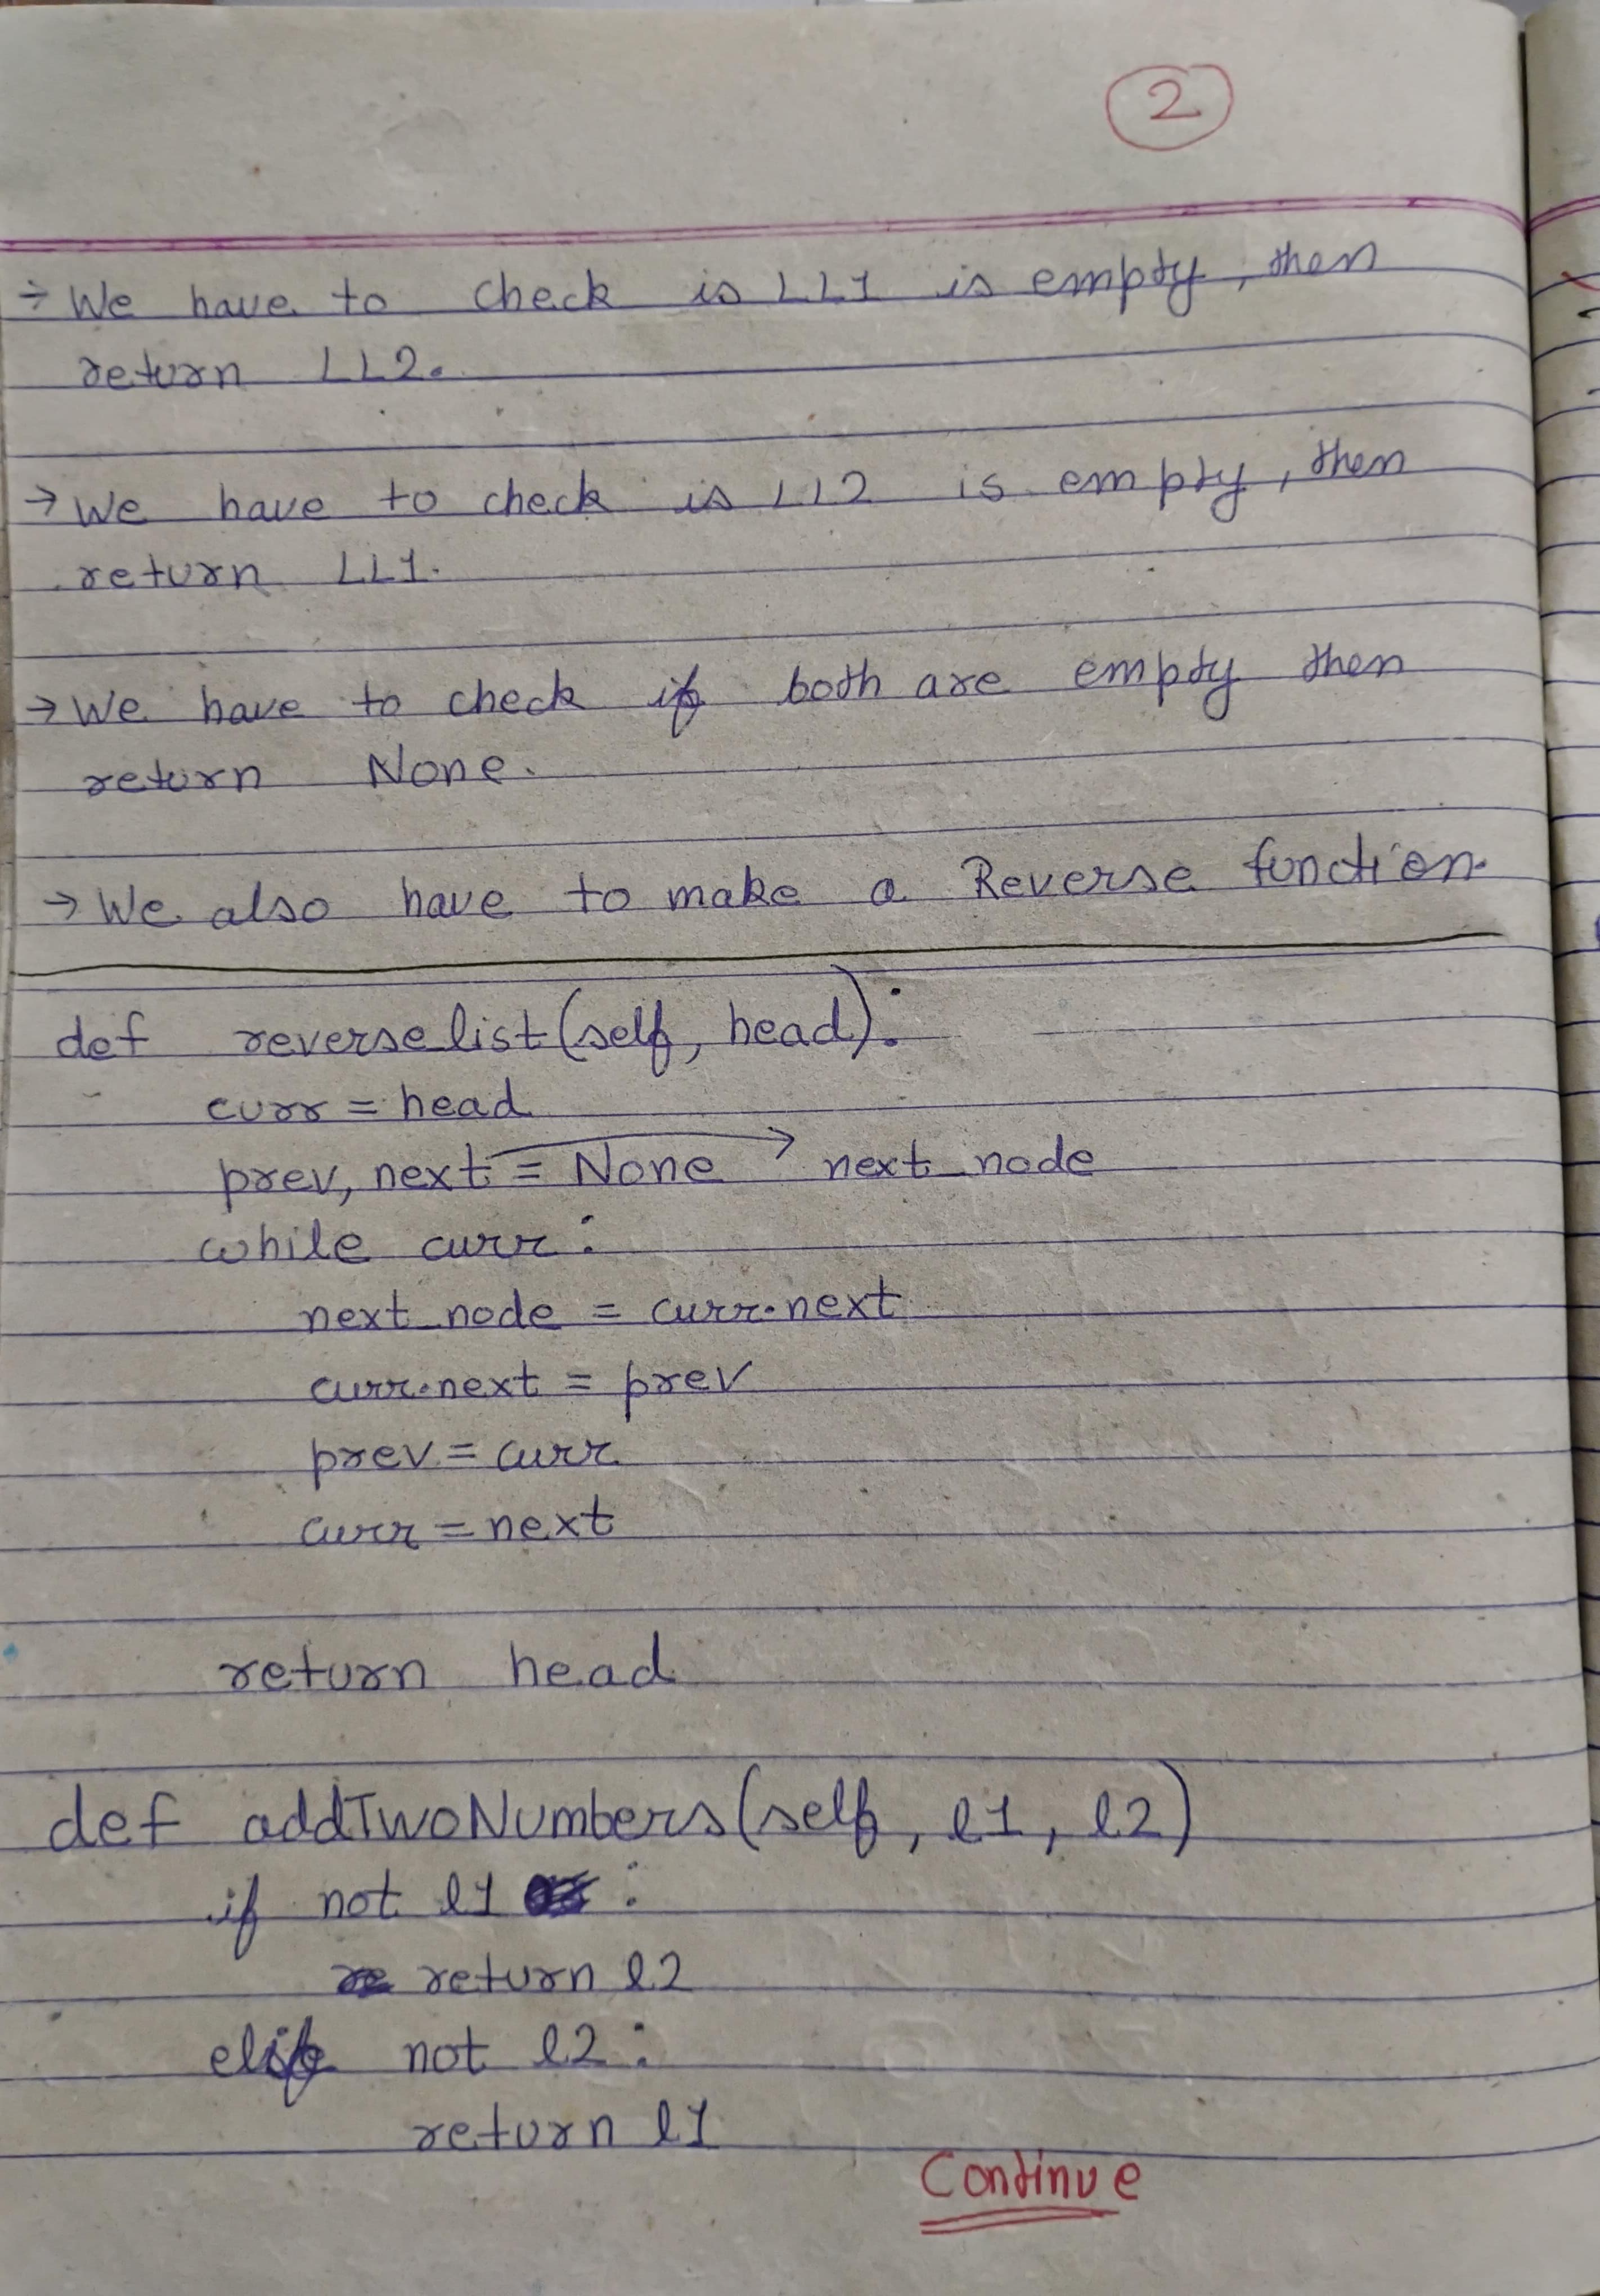 2
→ We have to check is LL1 is empty, then
return LL2.
→ We have to check is LL2 is empty, then
return LL1.
→ We have to check if both are empty then
return None.
→ We also have to make a Reverse function.
def reverse_list(self, head):
curr = head
prev, next = None → next_node
while curr:
next_node = curr.next
curr.next = prev
prev = curr
curr = next
return head
def addTwoNumbers(self, l1, l2)
if not l1 :
return l2
elif not l2:
return l1
Continue